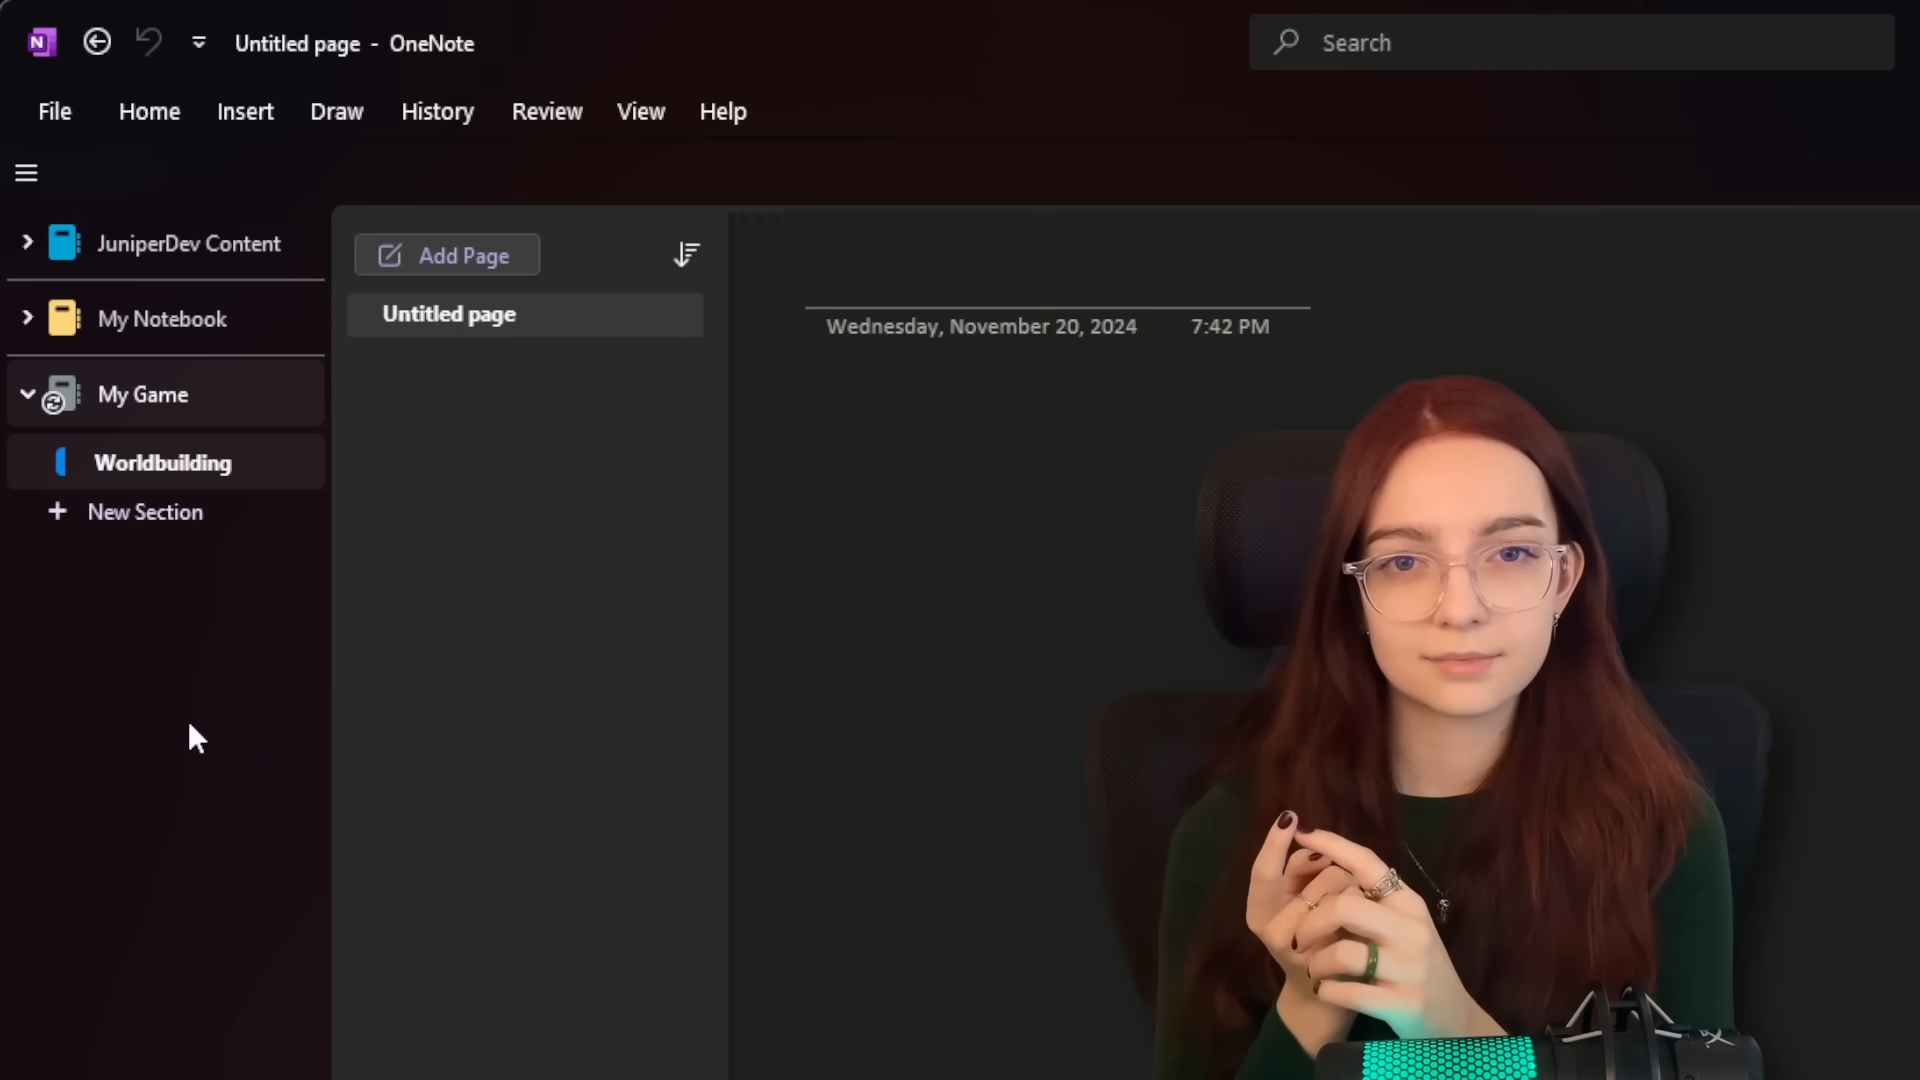 N
Untitled page - OneNote
Search
File Home Insert Draw History Review View Help
JuniperDev Content
My Notebook
My Game
Worldbuilding
+ New Section
Add Page
Untitled page
Wednesday, November 20, 2024 7:42 PM